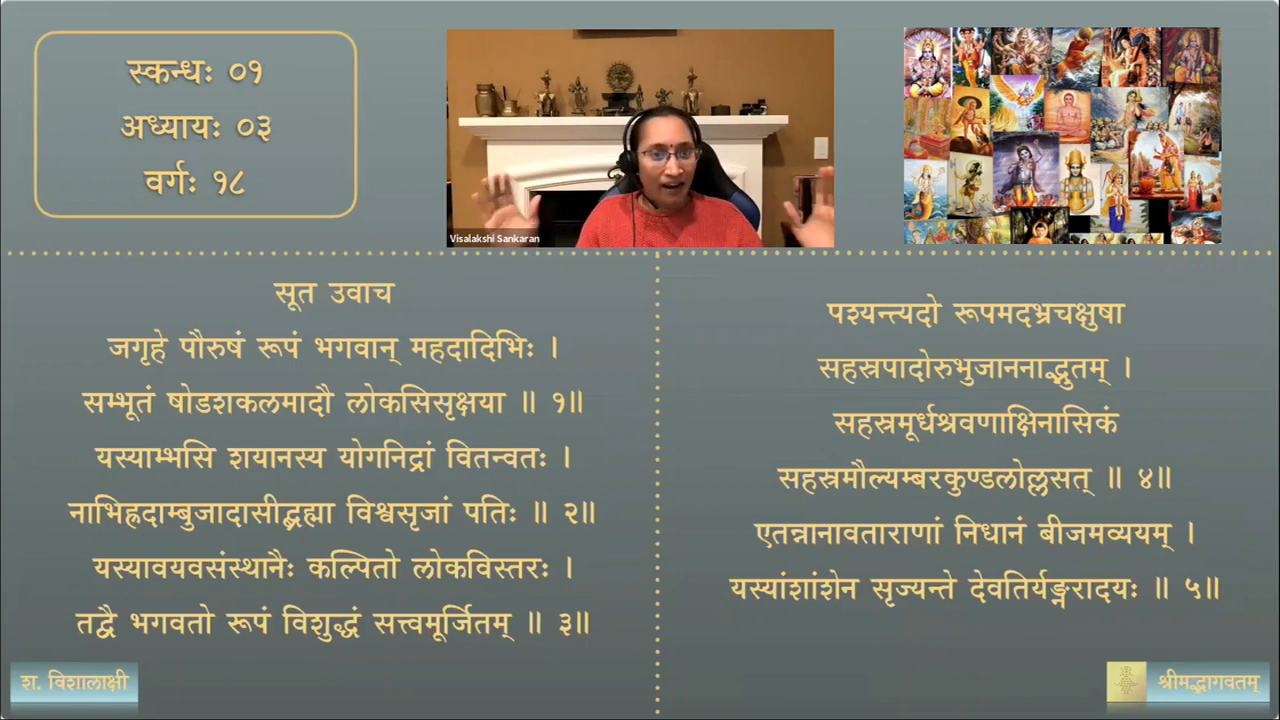 स्कन्धः ०१
अध्यायः ०३
वर्गः १८
Visalakshi Sankaran
सूत उवाच
जगृहे पौरुषं रूपं भगवान् महदादिभिः ।
सम्भूतं षोडशकलमादौ लोकसिसृक्षया ॥ १॥
यस्याम्भसि शयानस्य योगनिद्रां वितन्वतः ।
नाभिह्रदाम्बुजादासीद्ब्रह्मा विश्वसृजां पतिः ॥ २॥
यस्यावयवसंस्थानैः कल्पितो लोकविस्तरः ।
तद्वै भगवतो रूपं विशुद्धं सत्त्वमूर्जितम् ॥ ३॥
पश्यन्त्यदो रूपमदभ्रचक्षुषा
सहस्रपादोरुभुजाननाद्भुतम् ।
सहस्रमूर्धश्रवणाक्षिनासिकं
सहस्रमौल्यम्बरकुण्डलोल्लसत् ॥ ४॥
एतन्नानावताराणां निधानं बीजमव्ययम् ।
यस्यांशांशेन सृज्यन्ते देवतिर्यङ्नरादयः ॥ ५॥
श. विशालाक्षी
श्रीमद्भागवतम्